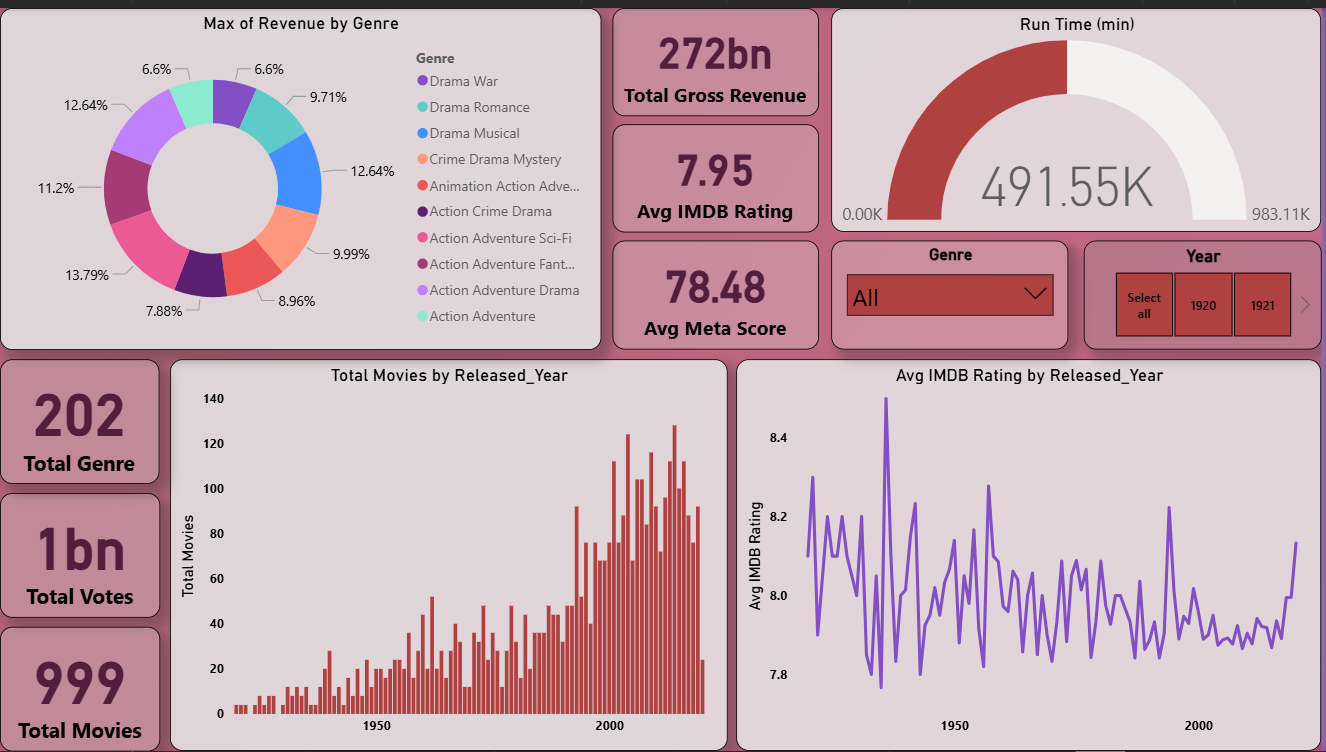 Max of Revenue by Genre
6.6%
6.6%
9.71%
12.64%
12.64%
11.2%
9.99%
13.79%
8.96%
7.88%
Genre
Drama War
Drama Romance
Drama Musical
Crime Drama Mystery
Animation Action Adve...
Action Crime Drama
Action Adventure Sci-Fi
Action Adventure Fant...
Action Adventure Drama
Action Adventure
272bn
Total Gross Revenue
7.95
Avg IMDB Rating
78.48
Avg Meta Score
Run Time (min)
491.55K
0.00K
983.11K
Genre
All
Year
Select
all
1920
1921
202
Total Genre
1bn
Total Votes
999
Total Movies
Total Movies by Released_Year
Total Movies
140
120
100
80
60
40
20
0
1950
2000
Avg IMDB Rating by Released_Year
Avg IMDB Rating
8.4
8.2
8.0
7.8
1950
2000